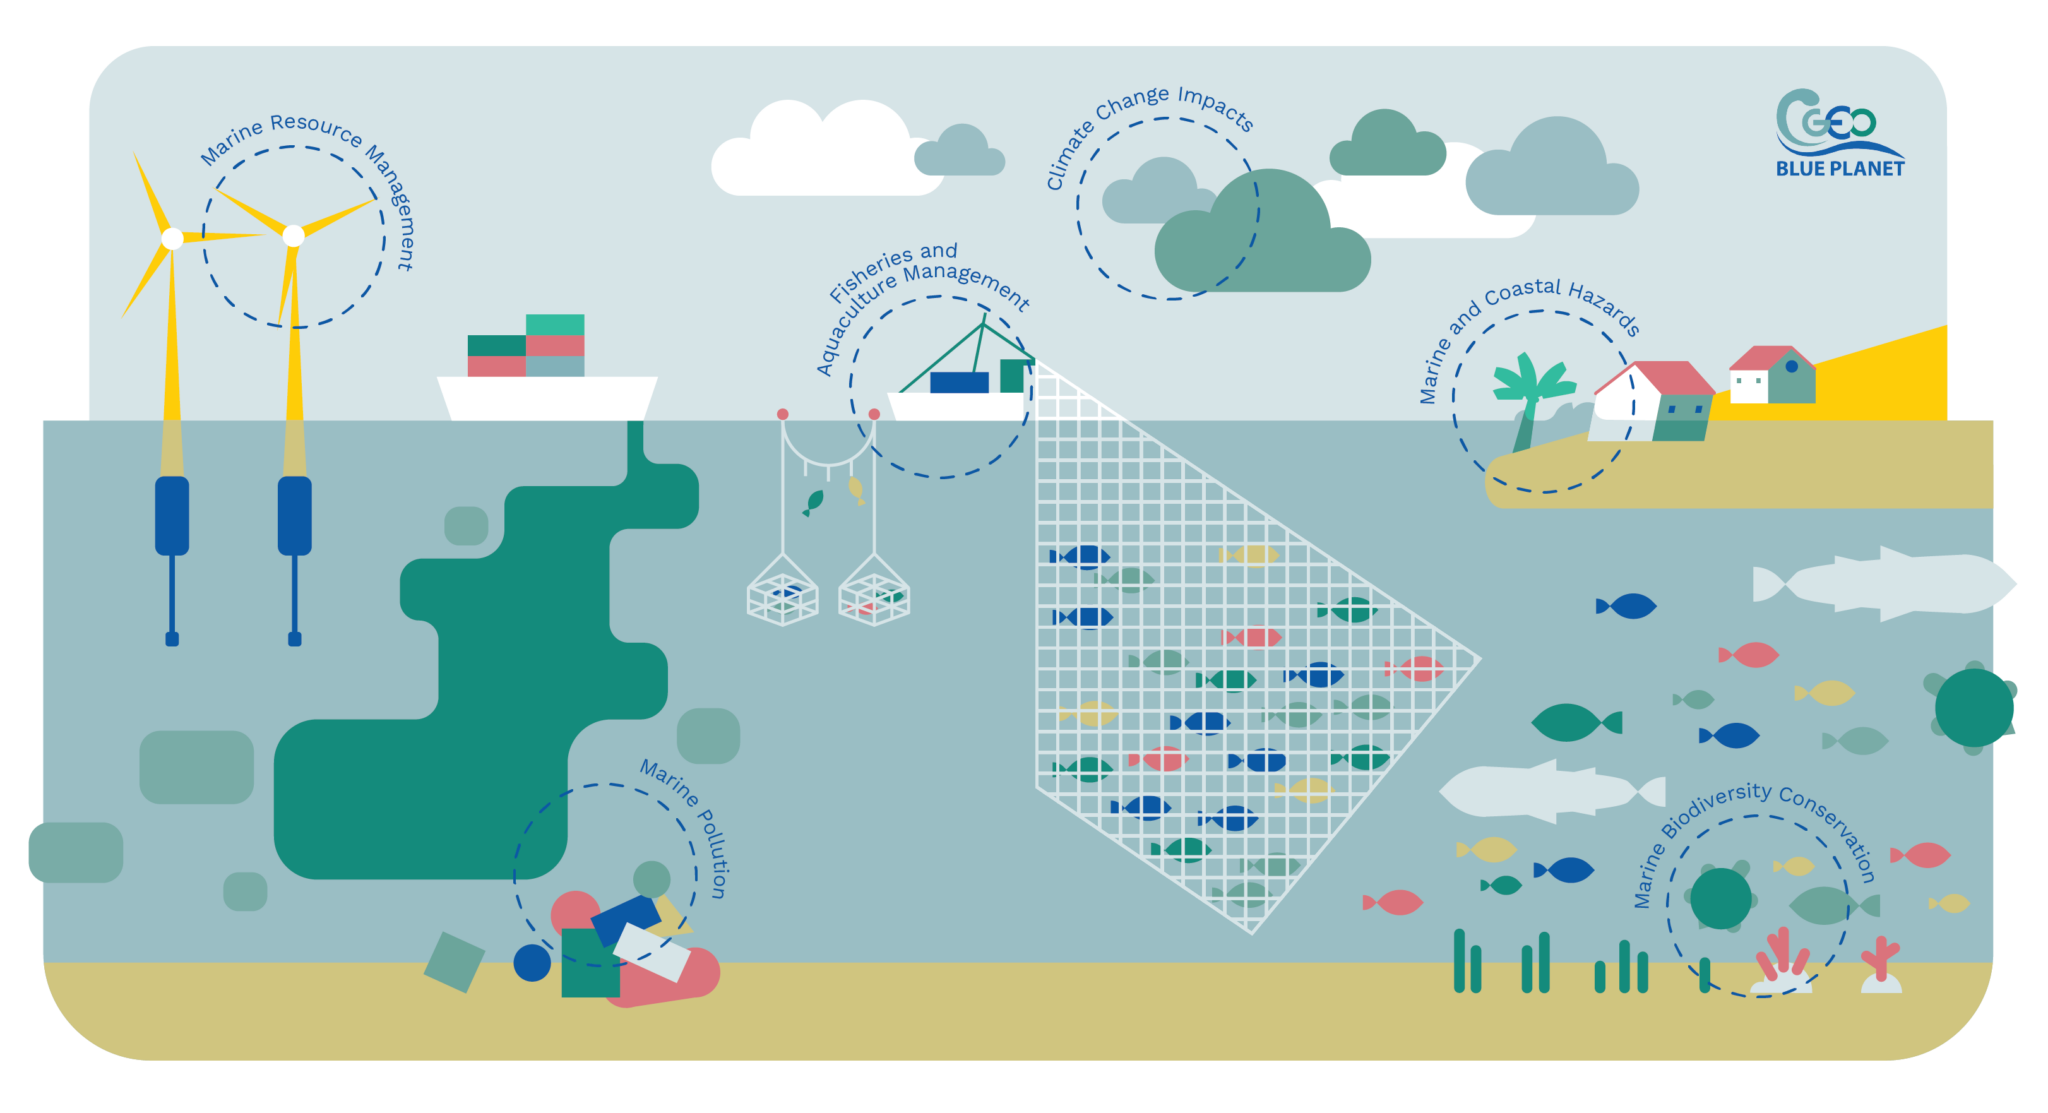 Marine Resource Management
Climate Change Impacts
GEO
BLUE PLANET
Fisheries and
Aquaculture Management
Marine and Coastal Hazards
Marine Pollution
Marine Biodiversity Conservation